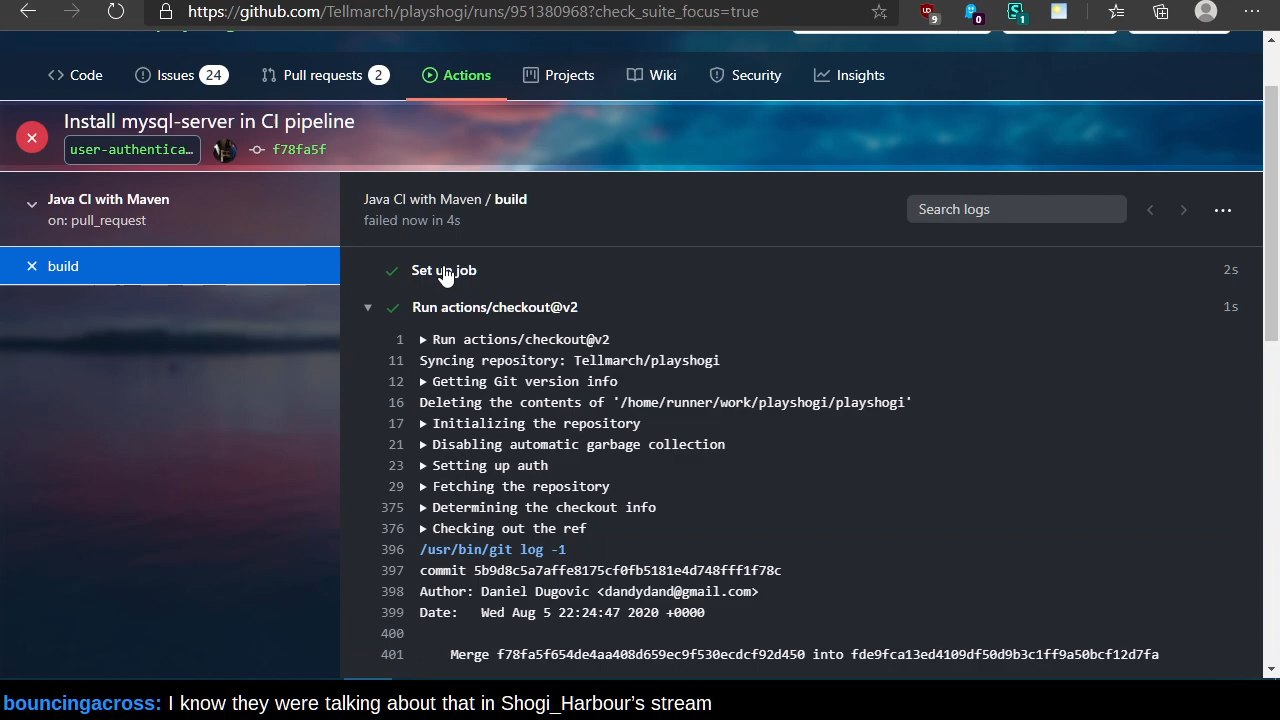 https://github.com/Tellmarch/playshogi/runs/951380968?check_suite_focus=true
9
0
1
Code
Issues 24
Pull requests 2
Actions
Projects
Wiki
Security
Insights
Install mysql-server in CI pipeline
user-authentica… f78fa5f
Java CI with Maven
on: pull_request
build
Java CI with Maven / build
failed now in 4s
Search logs
Set up job 2s
Run actions/checkout@v2 1s
1 Run actions/checkout@v2
11 Syncing repository: Tellmarch/playshogi
12 Getting Git version info
16 Deleting the contents of '/home/runner/work/playshogi/playshogi'
17 Initializing the repository
21 Disabling automatic garbage collection
23 Setting up auth
29 Fetching the repository
375 Determining the checkout info
376 Checking out the ref
396 /usr/bin/git log -1
397 commit 5b9d8c5a7affe8175cf0fb5181e4d748fff1f78c
398 Author: Daniel Dugovic <dandydand@gmail.com>
399 Date: Wed Aug 5 22:24:47 2020 +0000
400
401 Merge f78fa5f654de4aa408d659ec9f530ecdcf92d450 into fde9fca13ed4109df50d9b3c1ff9a50bcf12d7fa
bouncingacross: I know they were talking about that in Shogi_Harbour's stream